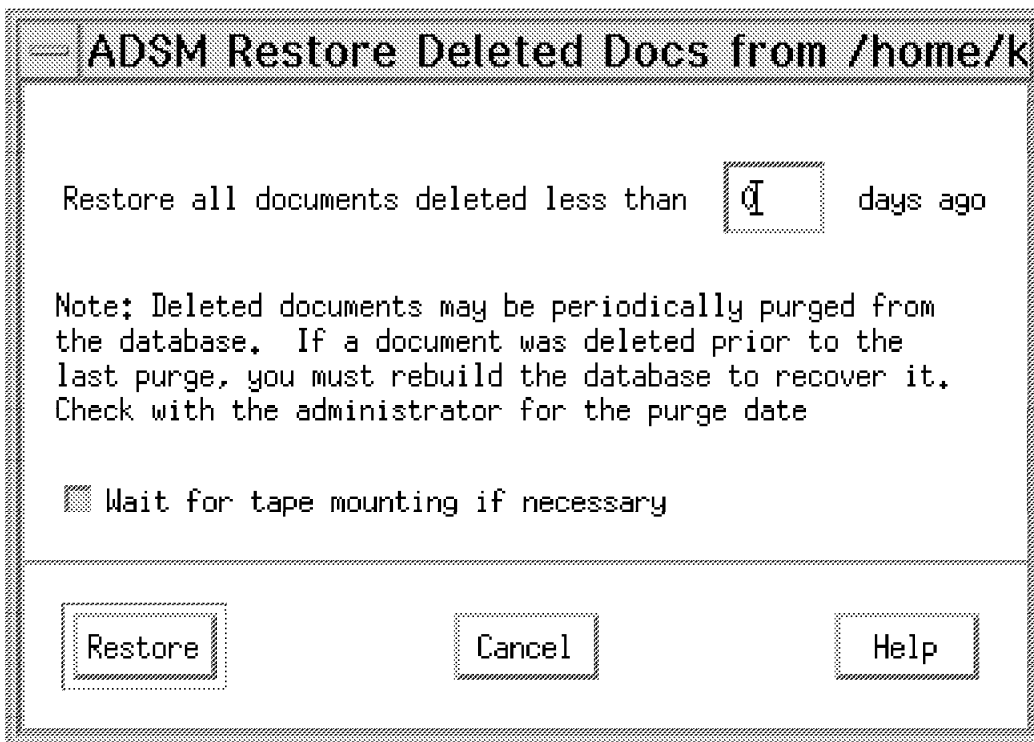 ADSM Restore Deleted Docs from /home/k
Restore all documents deleted less than 0 days ago
Note: Deleted documents may be periodically purged from
the database. If a document was deleted prior to the
last purge, you must rebuild the database to recover it.
Check with the administrator for the purge date
Wait for tape mounting if necessary
Restore Cancel Help